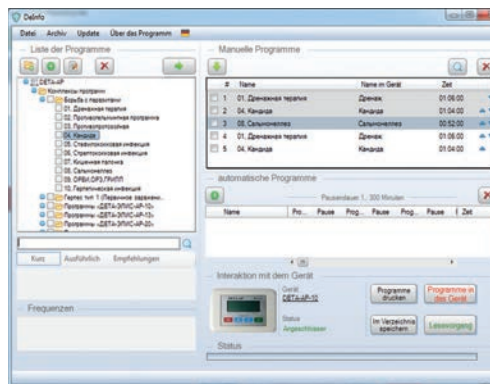 DeInfo
Datei Archiv Update Über das Programm
Liste der Programme
DETA-AP
Комплексы программ
Борьба с паразитами
01. Дренажная терапия
02. Противогельминтная программа
03. Противопротозойная
04. Кандида
05. Стафилококковая инфекция
06. Стрептококковая инфекция
07. Кишечная палочка
08. Сальмонеллез
09. ОРВИ,ОРЗ,ГРИПП
10. Герпетическая инфекция
Герпес тип 1 (Первичное заражени...
Программы «ДЕТА-ЭЛИС-AP-10»
Программы «ДЕТА-ЭЛИС-AP-13»
Программы «ДЕТА-ЭЛИС-AP-20»
Kurz Ausführlich Empfehlungen
Frequenzen
Manuelle Programme
# Name Name im Gerät Zeit
1 01. Дренажная терапия Дренаж 01:06:00
2 04. Кандида Кандида 01:04:00
3 08. Сальмонеллез Сальмонеллез 00:52:00
4 01. Дренажная терапия Дренаж 01:06:00
5 04. Кандида Кандида 01:04:00
automatische Programme
Pausendauer 1.. 300 Minuten
Name Pro... Pause Prog... Pause Prog... Pause Zeit
Interaktion mit dem Gerät
Gerät:
DETA-AP-10
Status
Angeschlossen
Programme drucken
Programme in des Gerät
Im Verzeichnis speichern
Lesevorgang
Status